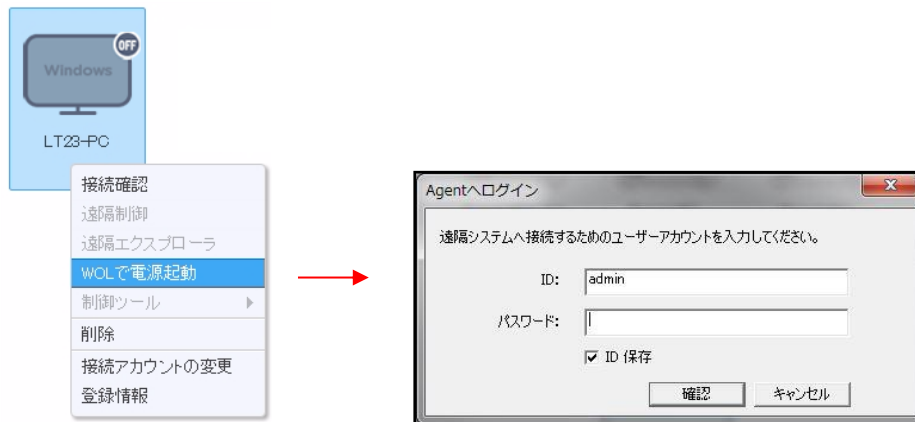 OFF
Windows
LT23-PC
接続確認
遠隔制御
遠隔エクスプローラ
WOLで電源起動
制御ツール
削除
接続アカウントの変更
登録情報
Agentへログイン
遠隔システムへ接続するためのユーザーアカウントを入力してください。
ID: admin
パスワード:
ID 保存
確認 キャンセル